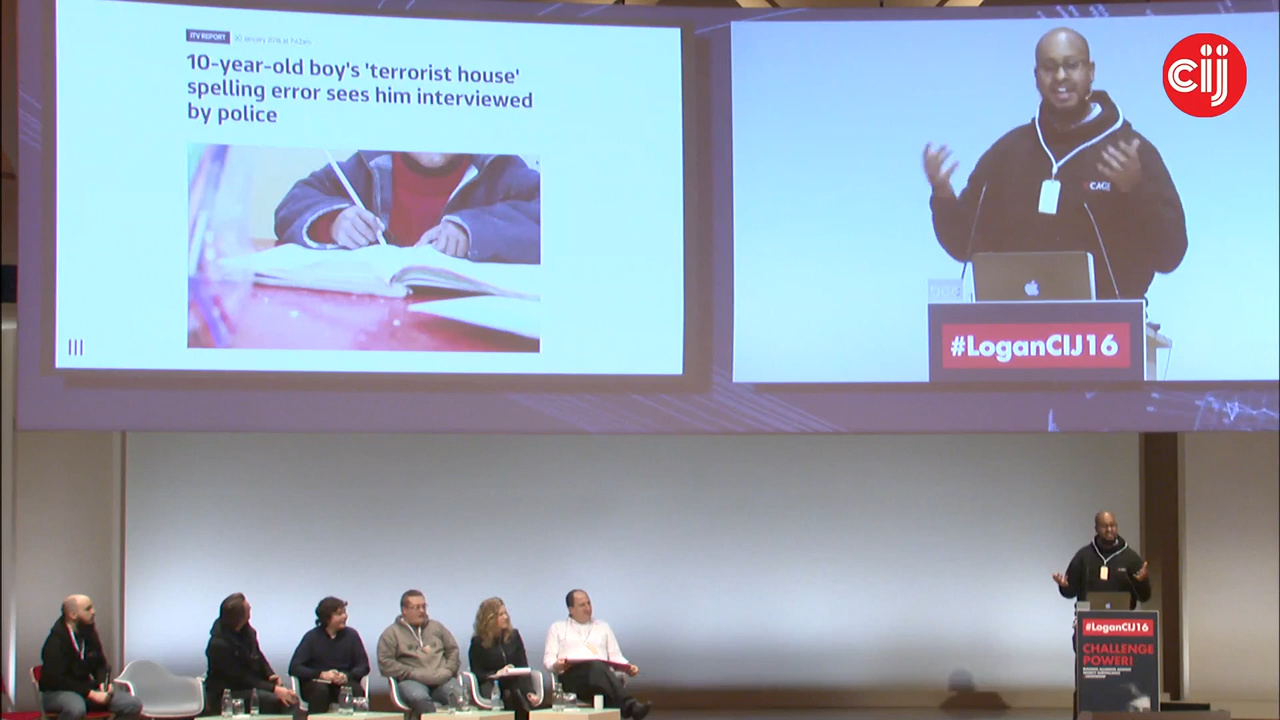 ITV REPORT
10-year-old boy's 'terrorist house'
spelling error sees him interviewed
by police
cij
CAGE
#LoganCIJ16
#LoganCIJ16
CHALLENGE
POWER!